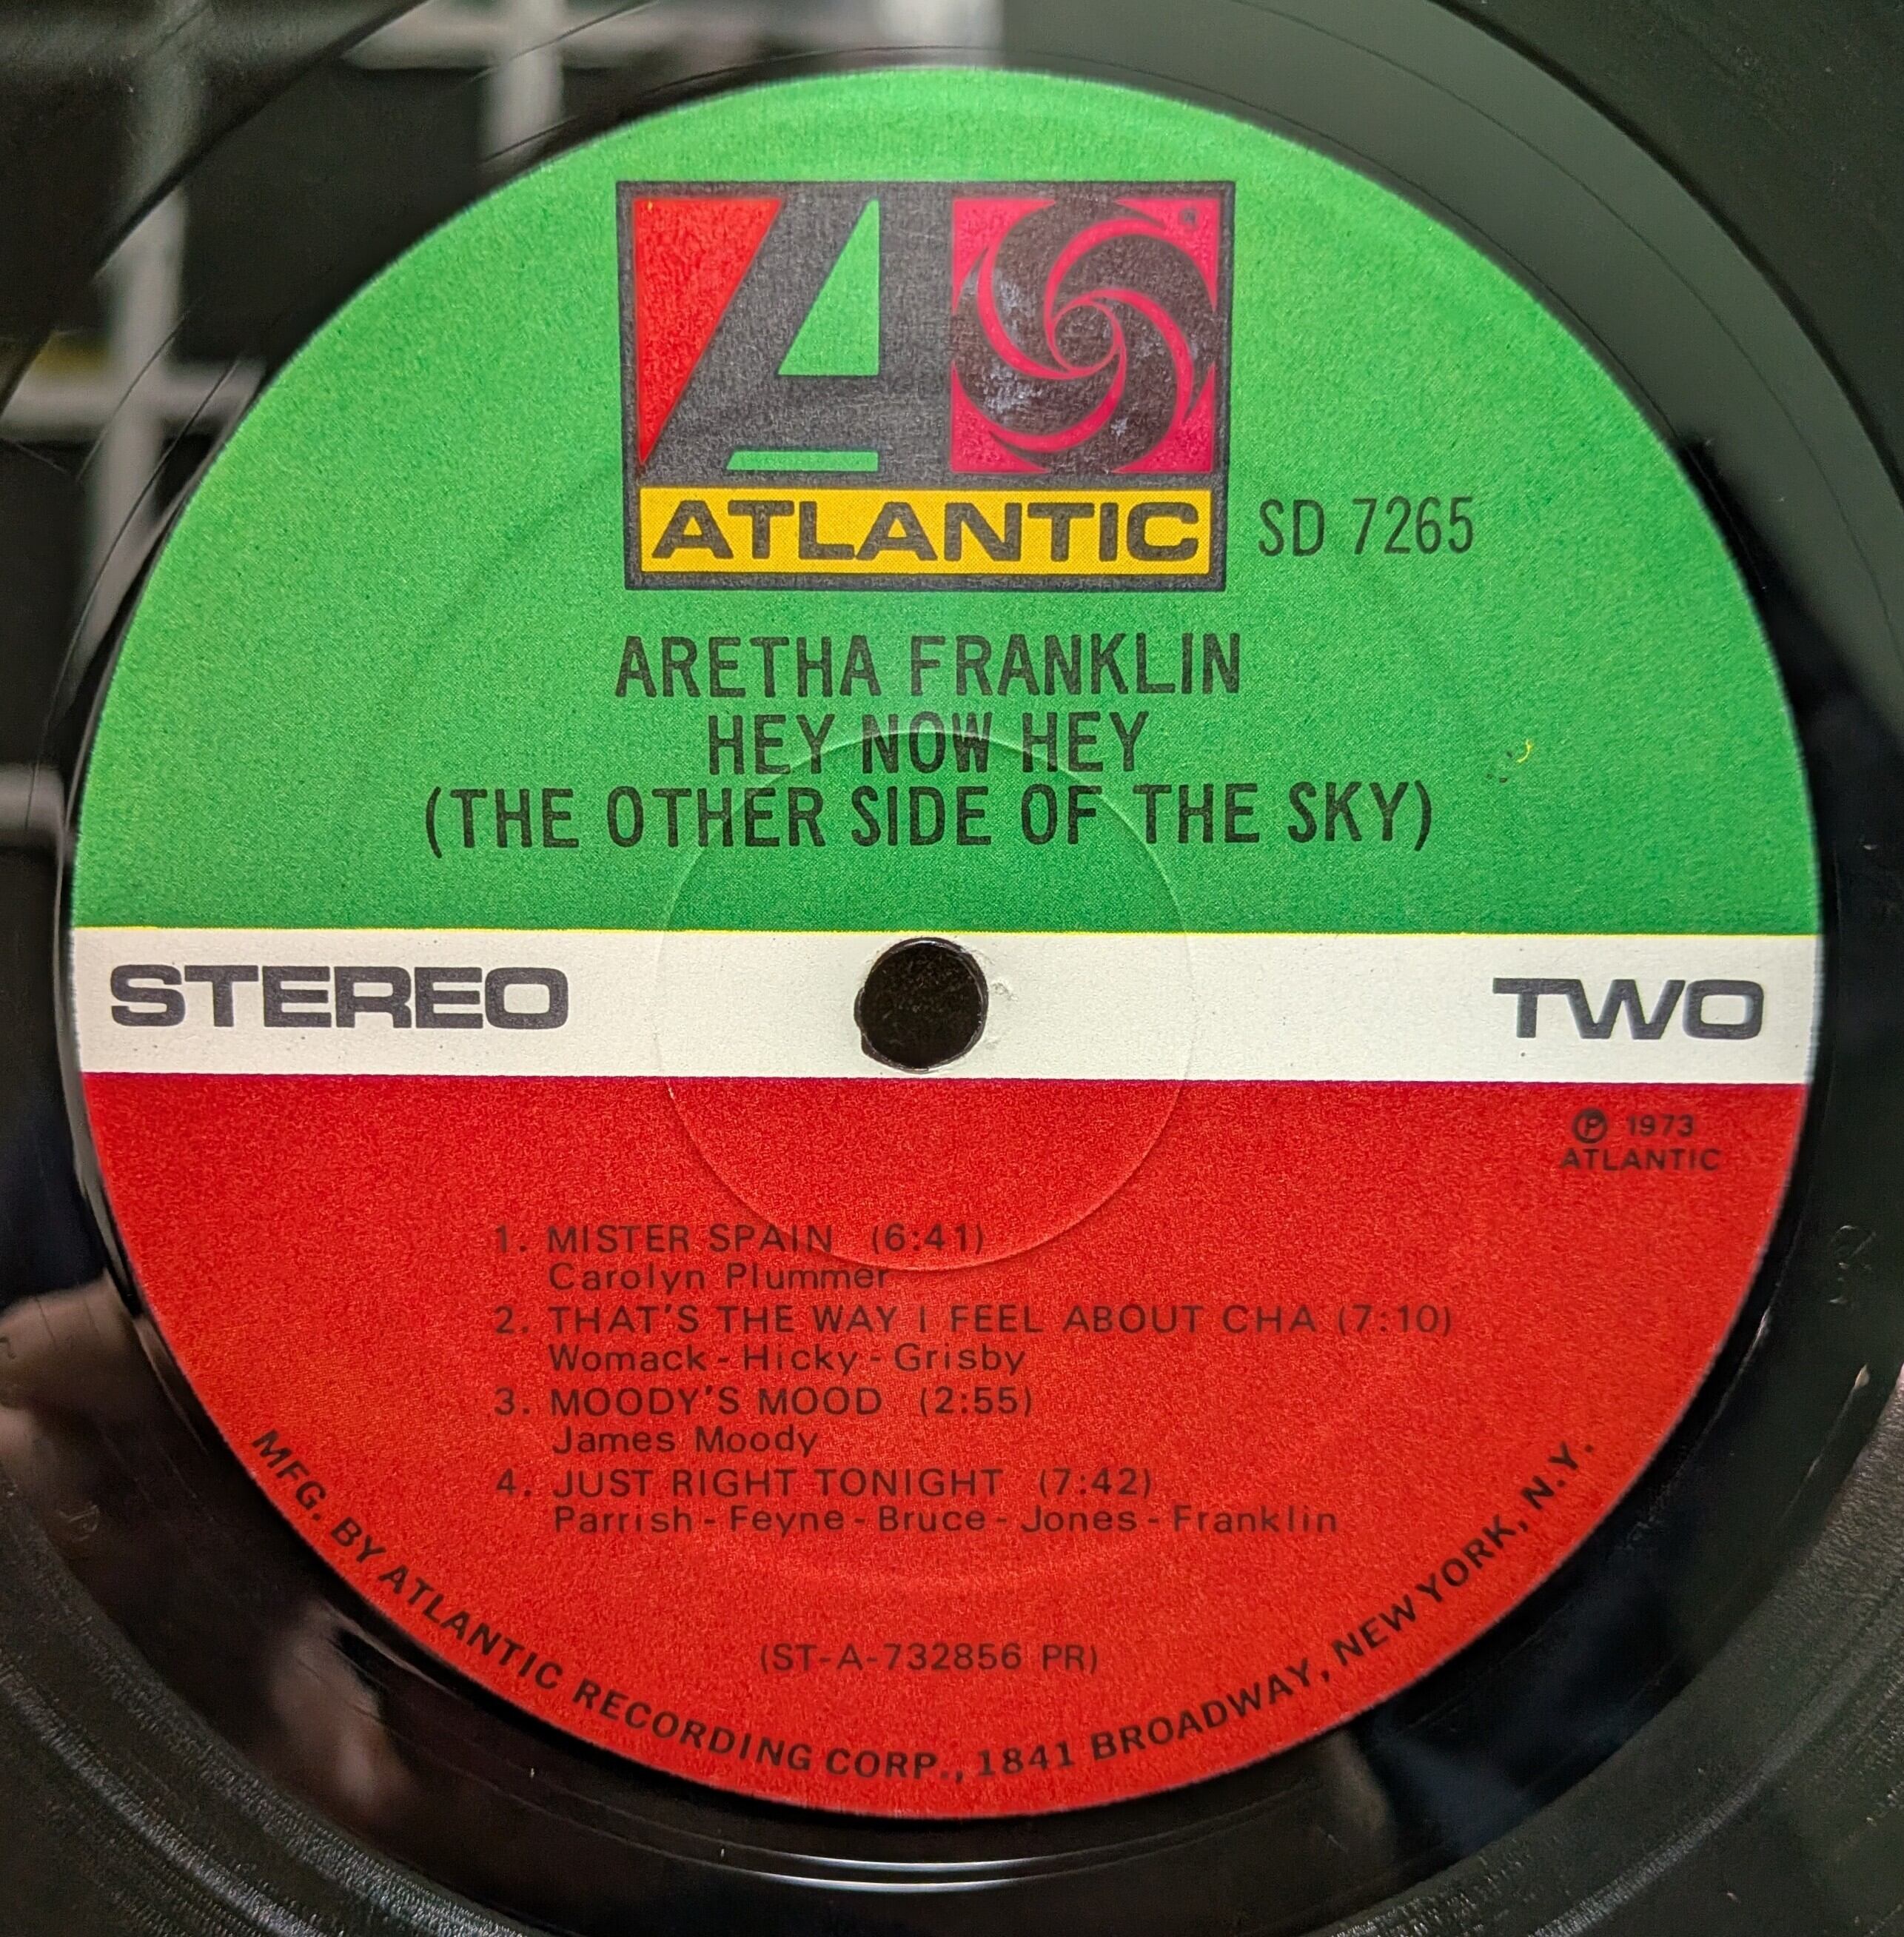 ATLANTIC SD 7265
ARETHA FRANKLIN
HEY NOW HEY
(THE OTHER SIDE OF THE SKY)
STEREO TWO
Ⓟ 1973
ATLANTIC
1. MISTER SPAIN (6:41)
Carolyn Plummer
2. THAT'S THE WAY I FEEL ABOUT CHA (7:10)
Womack - Hicky - Grisby
3. MOODY'S MOOD (2:55)
James Moody
4. JUST RIGHT TONIGHT (7:42)
Parrish - Feyne - Bruce - Jones - Franklin
(ST-A-732856 PR)
MFG. BY ATLANTIC RECORDING CORP., 1841 BROADWAY, NEW YORK, N.Y.